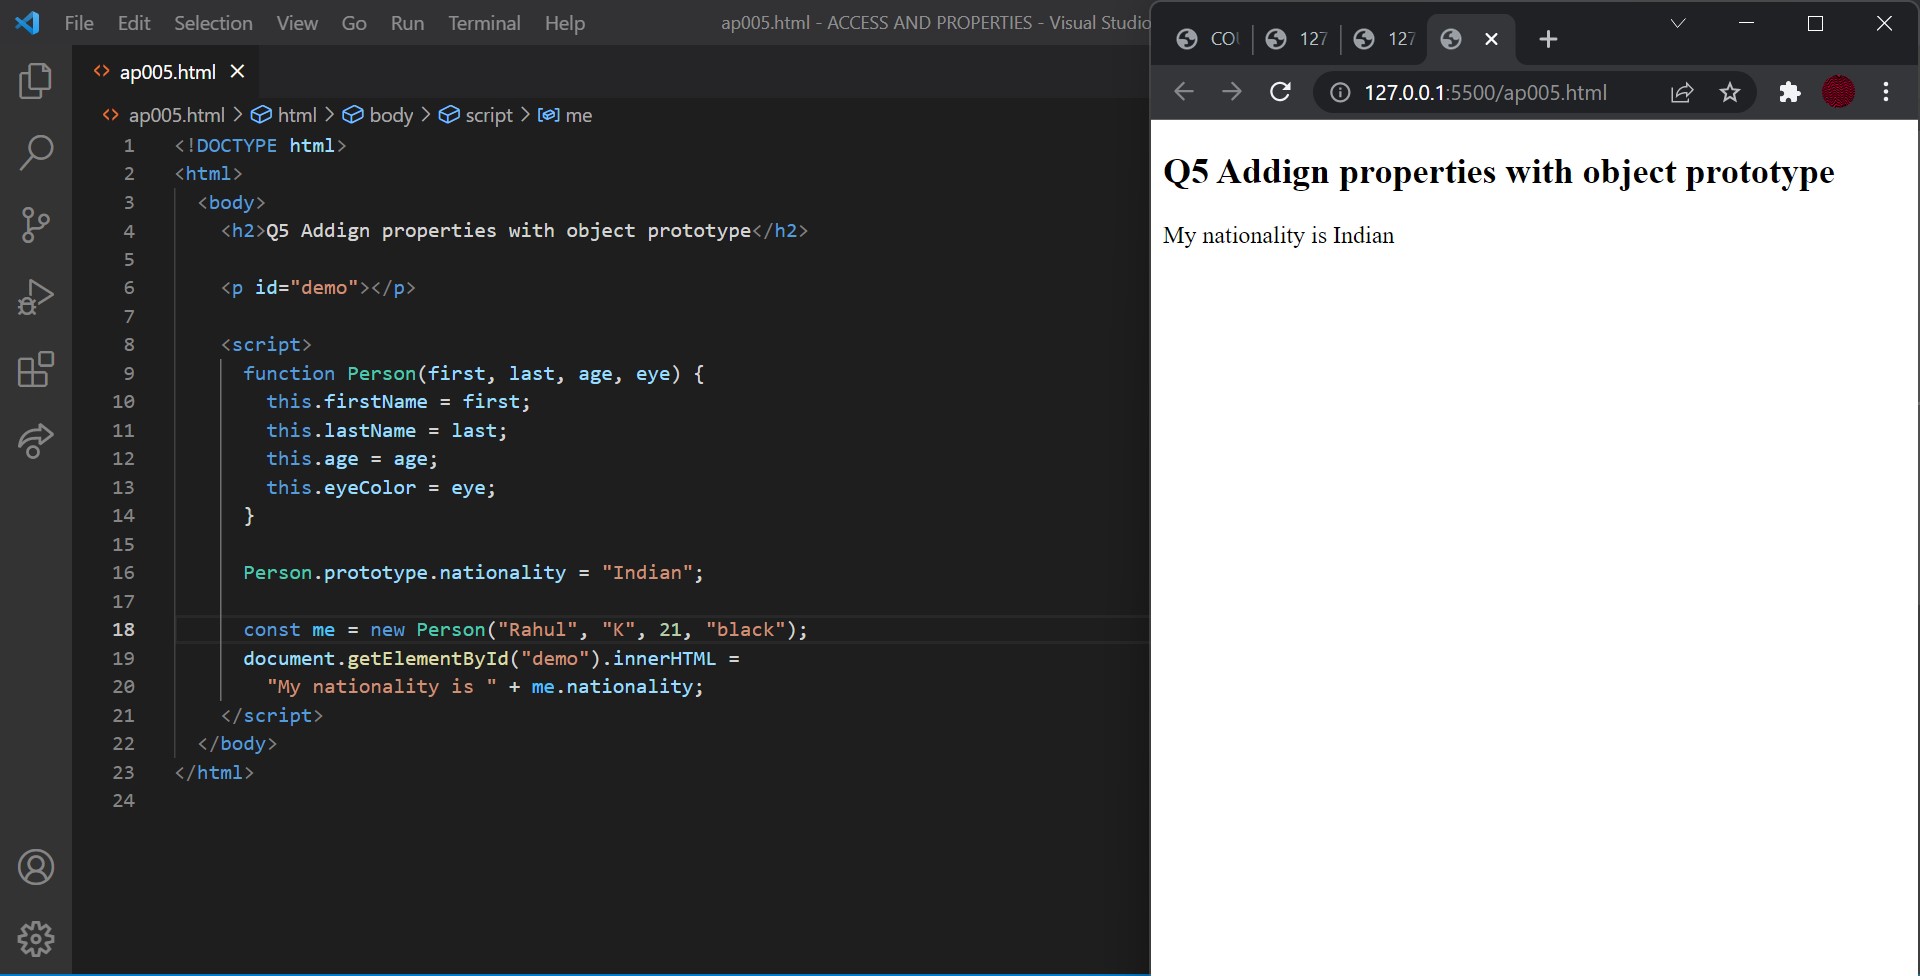 File Edit Selection View Go Run Terminal Help
ap005.html - ACCESS AND PROPERTIES - Visual Studio
ap005.html
ap005.html > html > body > script > me
1 <!DOCTYPE html>
2 <html>
3 <body>
4 <h2>Q5 Addign properties with object prototype</h2>
5
6 <p id="demo"></p>
7
8 <script>
9 function Person(first, last, age, eye) {
10 this.firstName = first;
11 this.lastName = last;
12 this.age = age;
13 this.eyeColor = eye;
14 }
15
16 Person.prototype.nationality = "Indian";
17
18 const me = new Person("Rahul", "K", 21, "black");
19 document.getElementById("demo").innerHTML =
20 "My nationality is " + me.nationality;
21 </script>
22 </body>
23 </html>
24
COU 127 127
127.0.0.1:5500/ap005.html
Q5 Addign properties with object prototype
My nationality is Indian